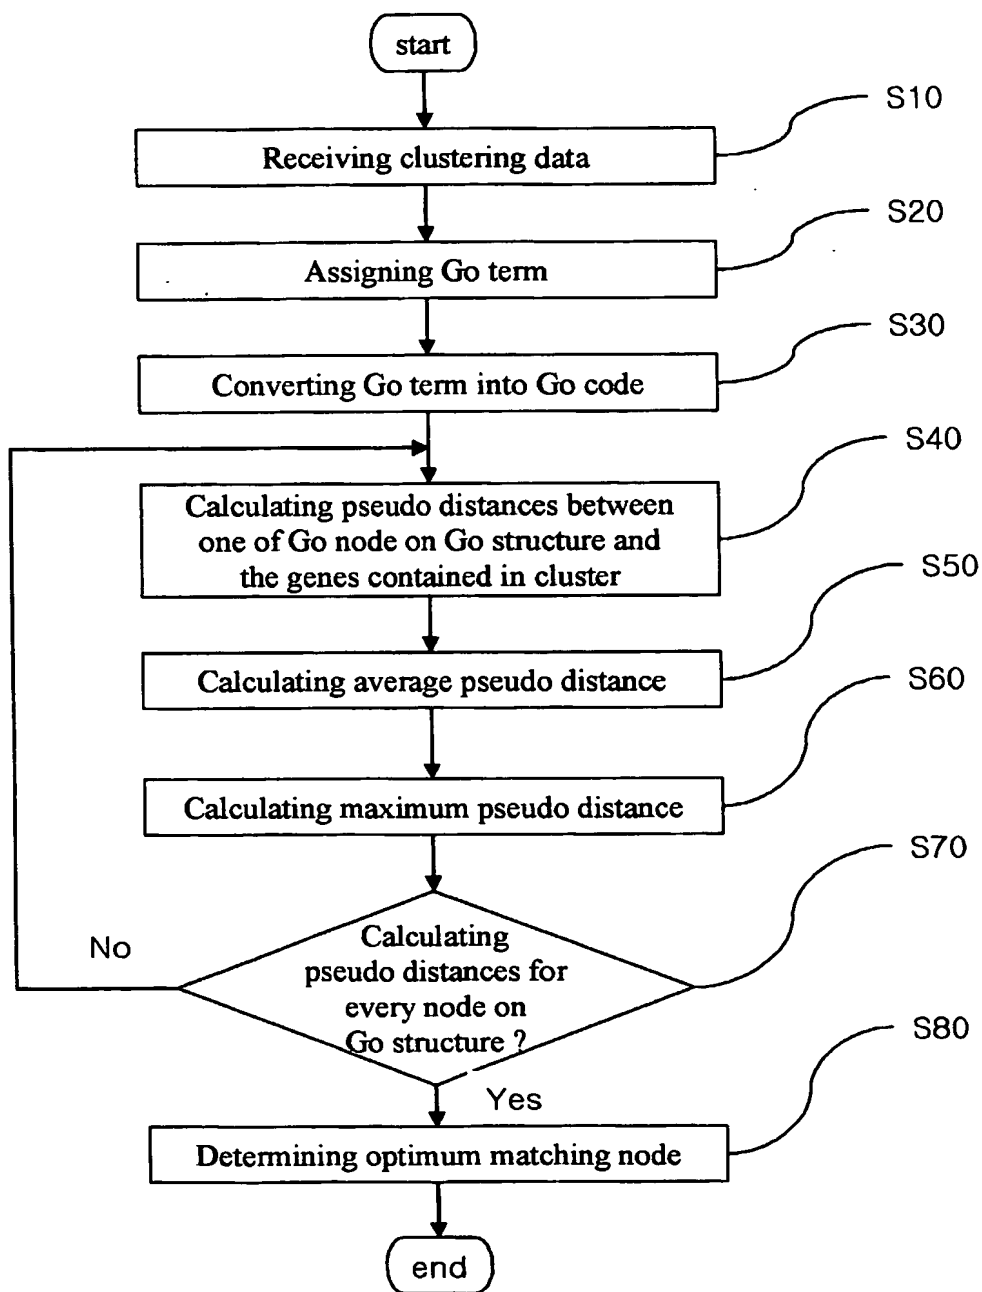 start
S10
Receiving clustering data
S20
Assigning Go term
S30
Converting Go term into Go code
S40
Calculating pseudo distances between
one of Go node on Go structure and
the genes contained in cluster
S50
Calculating average pseudo distance
S60
Calculating maximum pseudo distance
S70
Calculating
pseudo distances for
every node on
Go structure ?
No
S80
Yes
Determining optimum matching node
end